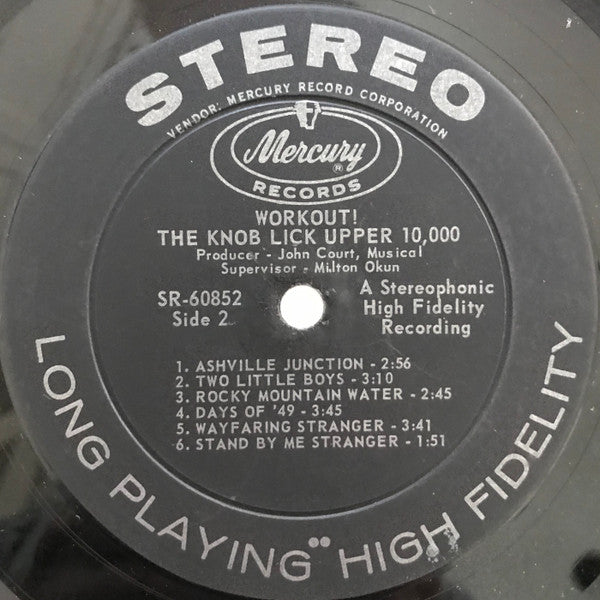 STEREO
VENDOR: MERCURY RECORD CORPORATION
Mercury
®
RECORDS
WORKOUT!
THE KNOB LICK UPPER 10,000
Producer - John Court, Musical
Supervisor - Milton Okun
SR-60852
Side 2
A Stereophonic
High Fidelity
Recording
1. ASHVILLE JUNCTION - 2:56
2. TWO LITTLE BOYS - 3:10
3. ROCKY MOUNTAIN WATER - 2:45
4. DAYS OF '49 - 3:45
5. WAYFARING STRANGER - 3:41
6. STAND BY ME STRANGER - 1:51
LONG PLAYING "" HIGH FIDELITY